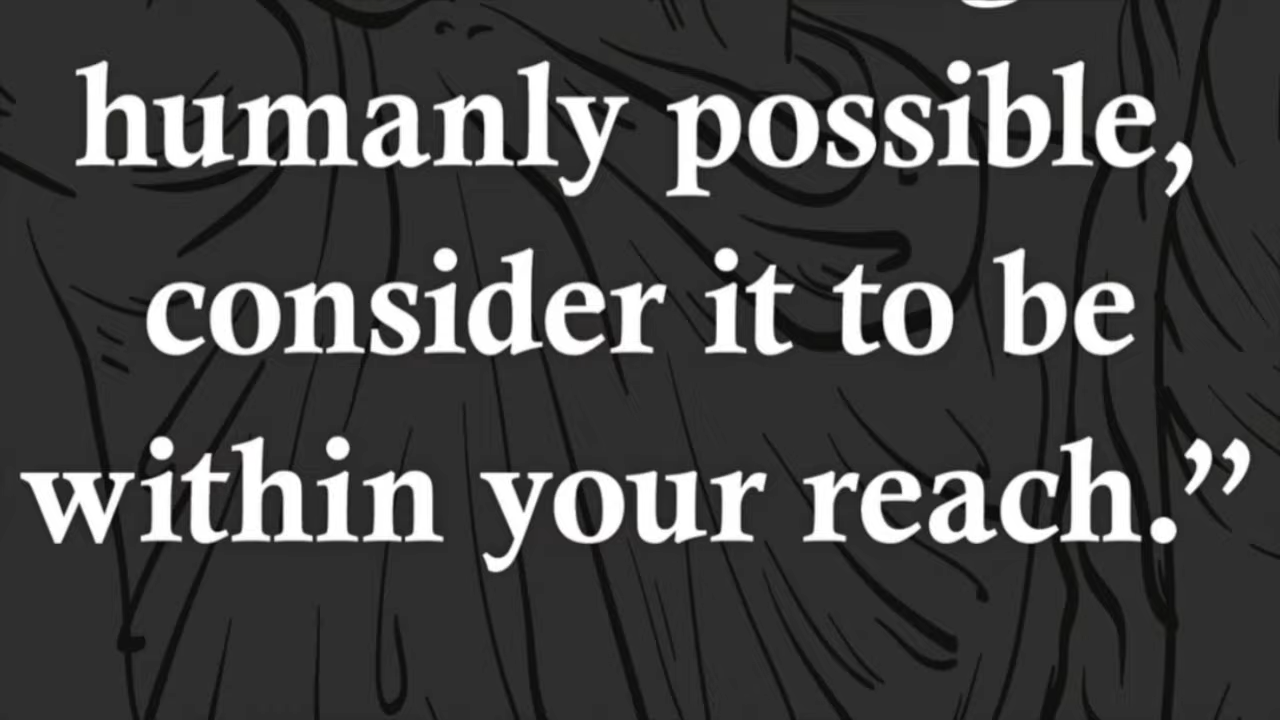 humanly possible,
consider it to be
within your reach.”